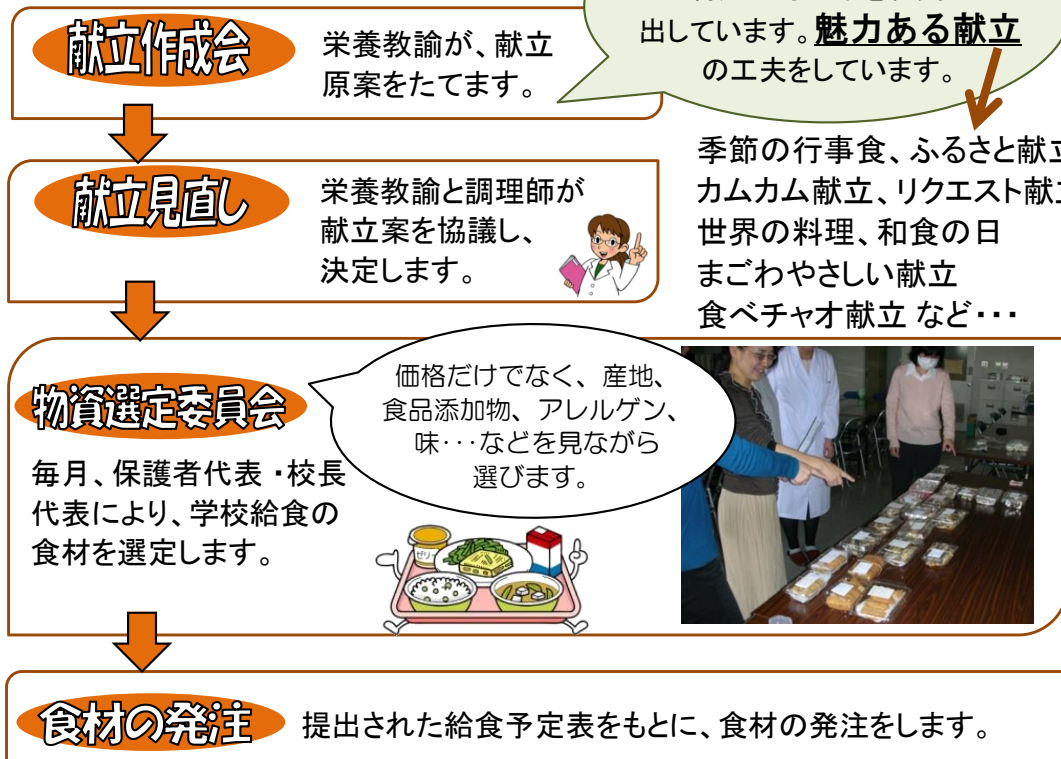 出しています。魅力ある献立
の工夫をしています。
献立作成会
栄養教諭が、献立
原案をたてます。
季節の行事食、ふるさと献立
カムカム献立、リクエスト献立
世界の料理、和食の日
まごわやさしい献立
食べチャオ献立 など・・・
献立見直し
栄養教諭と調理師が
献立案を協議し、
決定します。
物資選定委員会
毎月、保護者代表・校長
代表により、学校給食の
食材を選定します。
価格だけでなく、産地、
食品添加物、アレルゲン、
味・・・などを見ながら
選びます。
ゼリー
食材の発注
提出された給食予定表をもとに、食材の発注をします。